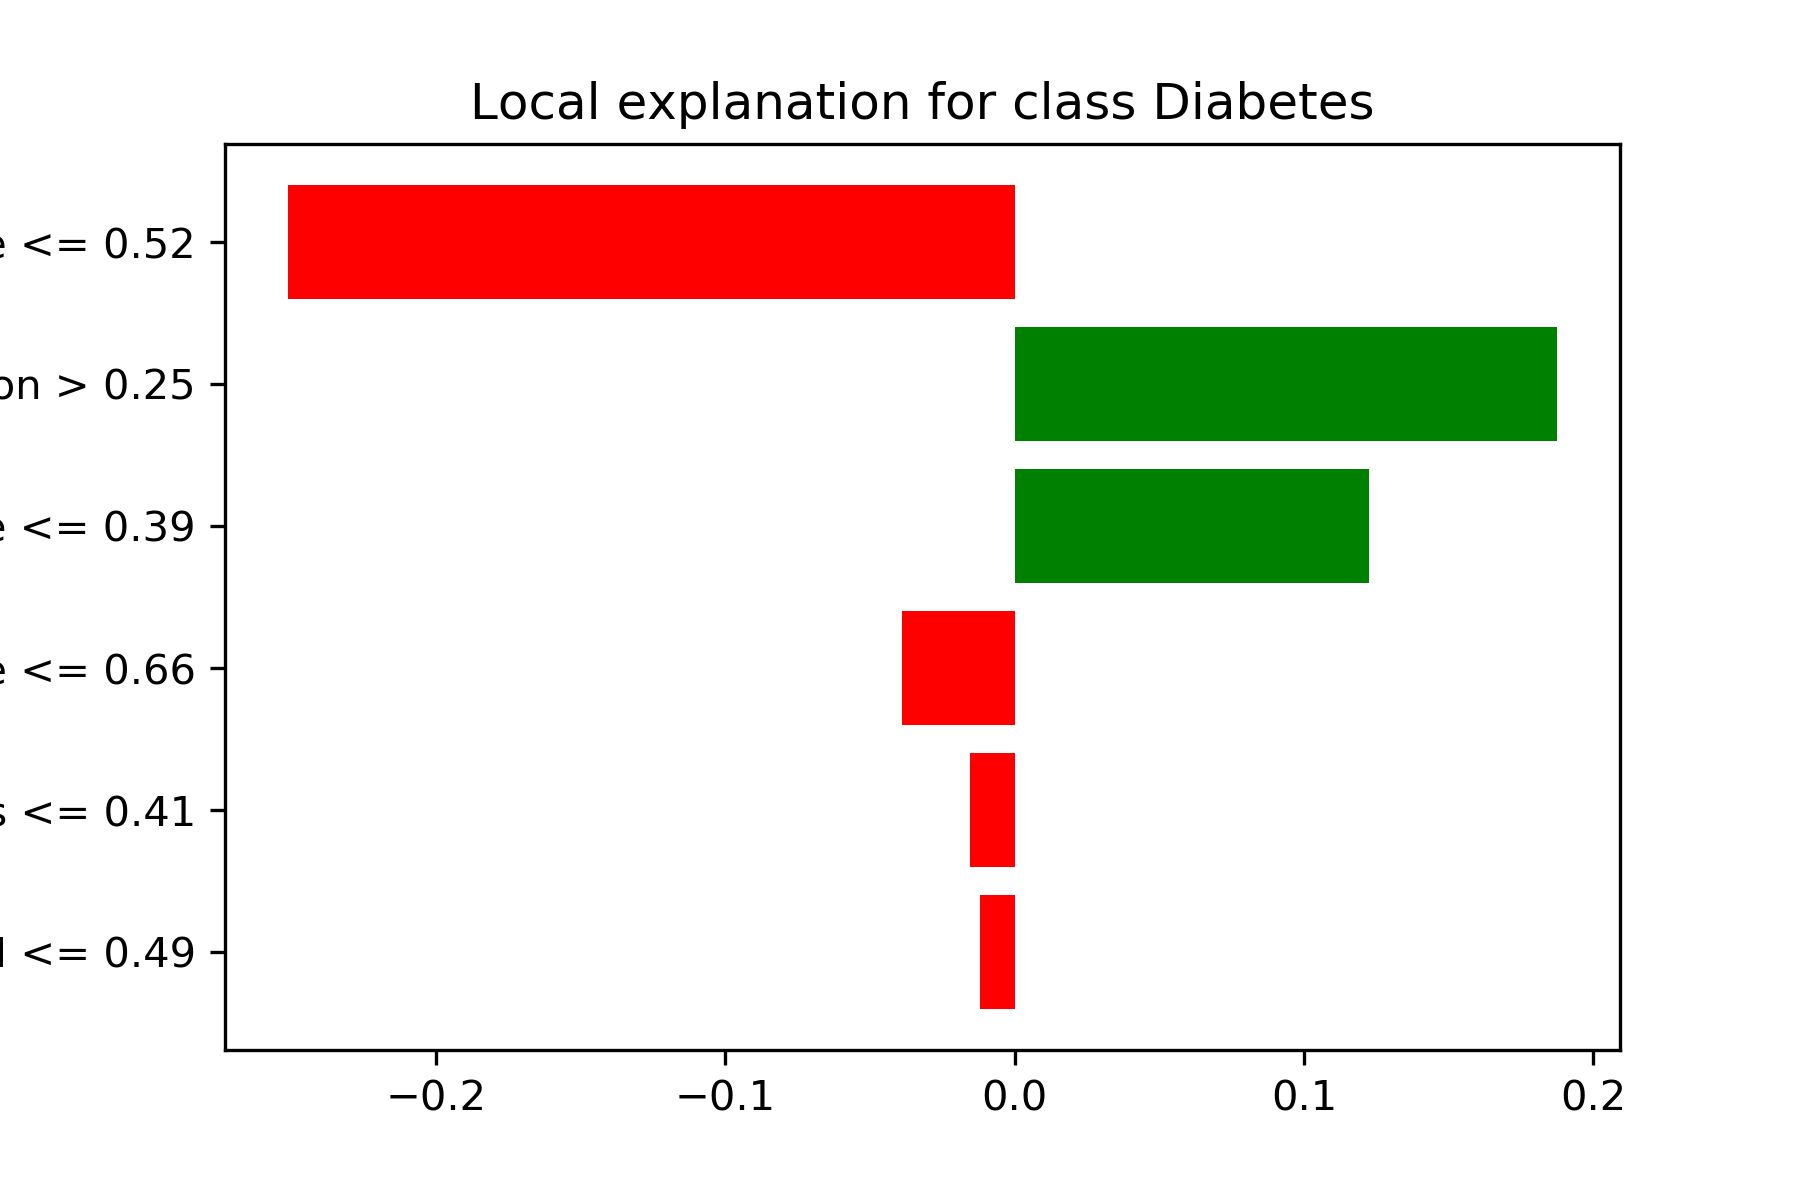 Local explanation for class Diabetes
e <= 0.52
on > 0.25
e <= 0.39
e <= 0.66
s <= 0.41
<= 0.49
−0.2 −0.1 0.0 0.1 0.2